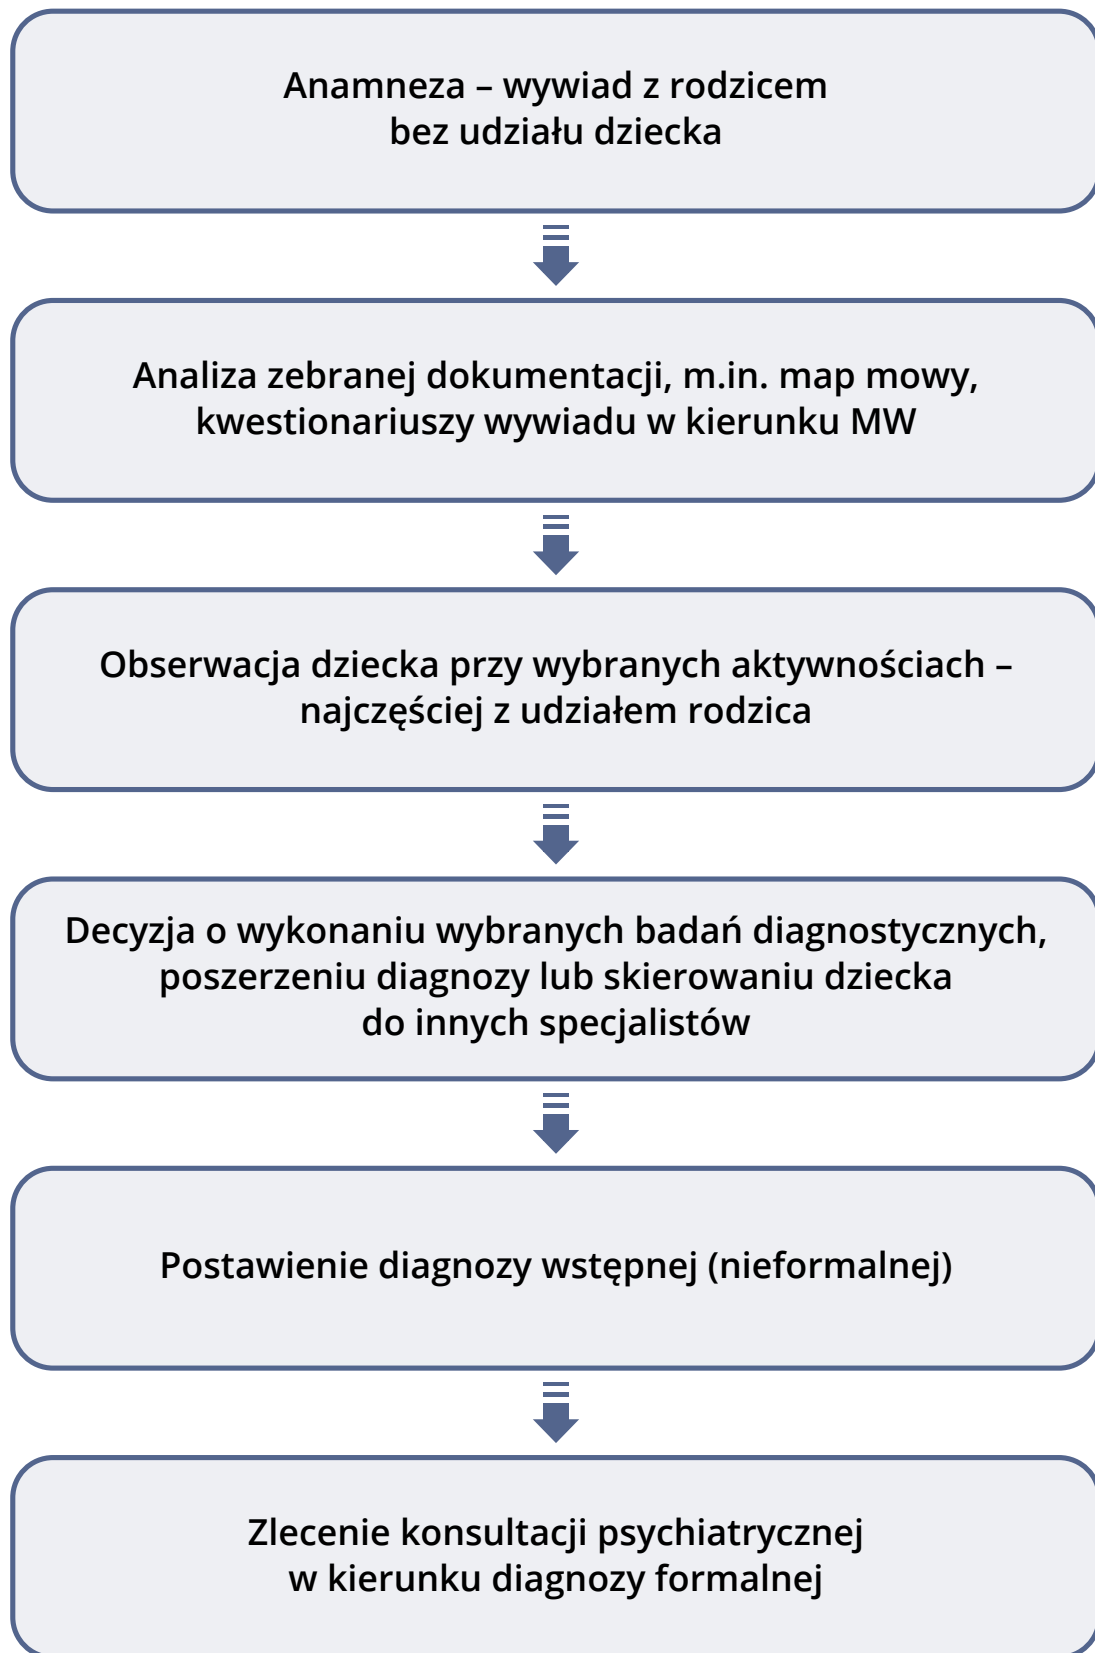 Anamneza – wywiad z rodzicem
bez udziału dziecka
Analiza zebranej dokumentacji, m.in. map mowy,
kwestionariuszy wywiadu w kierunku MW
Obserwacja dziecka przy wybranych aktywnościach –
najczęściej z udziałem rodzica
Decyzja o wykonaniu wybranych badań diagnostycznych,
poszerzeniu diagnozy lub skierowaniu dziecka
do innych specjalistów
Postawienie diagnozy wstępnej (nieformalnej)
Zlecenie konsultacji psychiatrycznej
w kierunku diagnozy formalnej